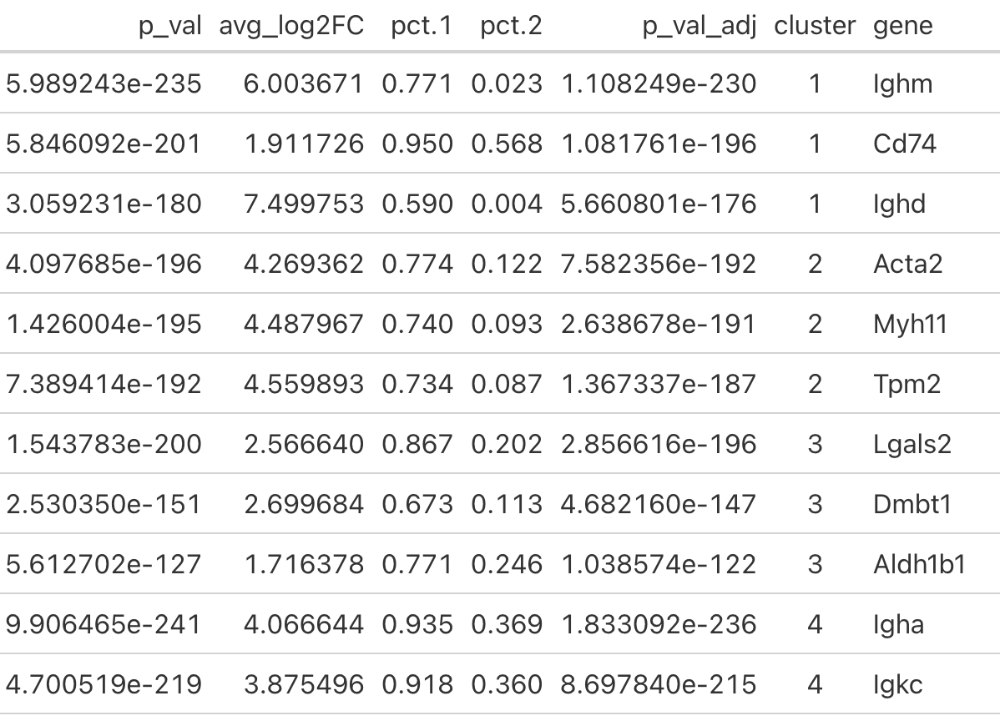 p_val avg_log2FC pct.1 pct.2 p_val_adj cluster gene
5.989243e-235 6.003671 0.771 0.023 1.108249e-230 1 Ighm
5.846092e-201 1.911726 0.950 0.568 1.081761e-196 1 Cd74
3.059231e-180 7.499753 0.590 0.004 5.660801e-176 1 Ighd
4.097685e-196 4.269362 0.774 0.122 7.582356e-192 2 Acta2
1.426004e-195 4.487967 0.740 0.093 2.638678e-191 2 Myh11
7.389414e-192 4.559893 0.734 0.087 1.367337e-187 2 Tpm2
1.543783e-200 2.566640 0.867 0.202 2.856616e-196 3 Lgals2
2.530350e-151 2.699684 0.673 0.113 4.682160e-147 3 Dmbt1
5.612702e-127 1.716378 0.771 0.246 1.038574e-122 3 Aldh1b1
9.906465e-241 4.066644 0.935 0.369 1.833092e-236 4 Igha
4.700519e-219 3.875496 0.918 0.360 8.697840e-215 4 Igkc